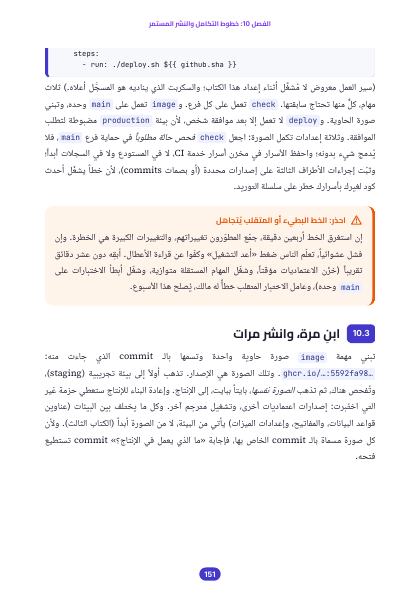 الفصل 10: خطوط التكامل والنشر المستمر
steps:
- run: ./deploy.sh ${{ github.sha }}
(سير العمل معروض لا مُشغَّل أثناء إعداد هذا الكتاب؛ والسكربت الذي يناديه هو المسجَّل أعلاه.) ثلاث
مهام، كلٌّ منها تحتاج سابقتها. check تعمل على كل فرع. و image تعمل على main وحده، وتبني
صورة الحاوية. و deploy لا تعمل إلا بعد موافقة شخص، لأن بيئة production مضبوطة لتطلب
الموافقة. وثلاثة إعدادات تكمل الصورة: اجعل check فحص حالة مطلوبًا في حماية فرع main، فلا
يُدمج شيء بدونه؛ واحفظ الأسرار في مخزن أسرار خدمة CI، لا في المستودع ولا في السجلات أبدًا؛
وثبّت إجراءات الأطراف الثالثة على إصدارات محددة (أو بصمات commits)، لأن خطًا يشغّل أحدث
كود لغيرك بأسرارك خطر على سلسلة التوريد.
احذر: الخط البطيء أو المتقلب يُتجاهل
إن استغرق الخط أربعين دقيقة، جمّع المطوّرون تغييراتهم، والتغييرات الكبيرة هي الخطرة. وإن
فشل عشوائياً، تعلّم الناس ضغط «أعد التشغيل» وكفّوا عن قراءة الأعطال. أبقِه دون عشر دقائق
تقريباً (خزّن الاعتماديات مؤقتاً، وشغّل المهام المستقلة متوازية، وشغّل أبطأ الاختبارات على
main وحده)، وعامل الاختبار المتقلب خطأً له مالك، يُصلح هذا الأسبوع.
10.3 ابنِ مرة، وانشر مرات
تبني مهمة image صورة حاوية واحدة وتسمها بالـ commit الذي جاءت منه:
ghcr.io/…:5592fa98…. وتلك الصورة هي الإصدار. تذهب أولاً إلى بيئة تجريبية (staging)،
وتُفحص هناك، ثم تذهب الصورة نفسها، بايتاً ببايت، إلى الإنتاج. وإعادة البناء للإنتاج ستعطي حزمة غير
التي اختُبرت: إصدارات اعتماديات أخرى، وتشغيل مترجم آخر. وكل ما يختلف بين البيئات (عناوين
قواعد البيانات، والمفاتيح، وإعدادات الميزات) يأتي من البيئة، لا من الصورة أبداً (الكتاب الثالث). ولأن
كل صورة مسماة بالـ commit الخاص بها، فإجابة «ما الذي يعمل في الإنتاج؟» commit تستطيع
فتحه.
151